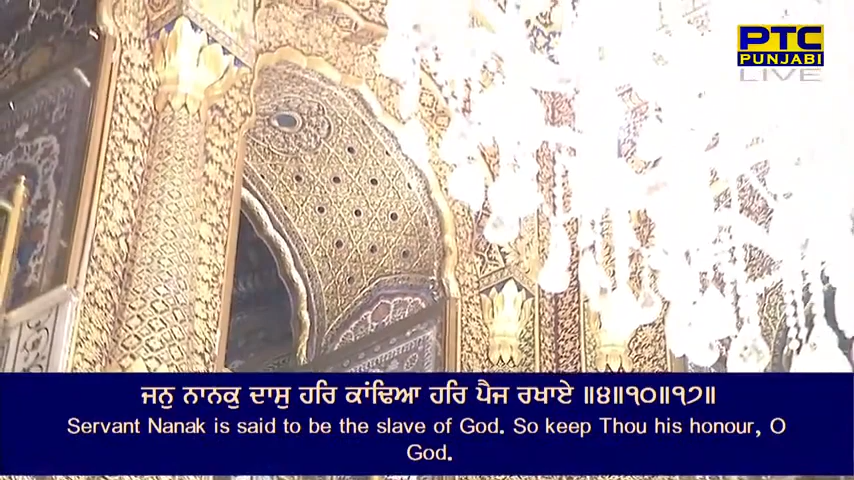 PTC
PUNJABI
LIVE
ਜਨੁ ਨਾਨਕੁ ਦਾਸੁ ਹਰਿ ਕਾਂਢਿਆ ਹਰਿ ਪੈਜ ਰਖਾਏ ॥੪॥੧੦॥੧੭॥
Servant Nanak is said to be the slave of God. So keep Thou his honour, O
God.